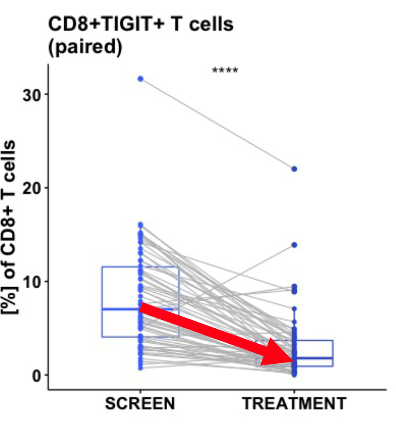 CD8+TIGIT+ T cells
(paired)
****
[%] of CD8+ T cells
30
20
10
0
SCREEN TREATMENT